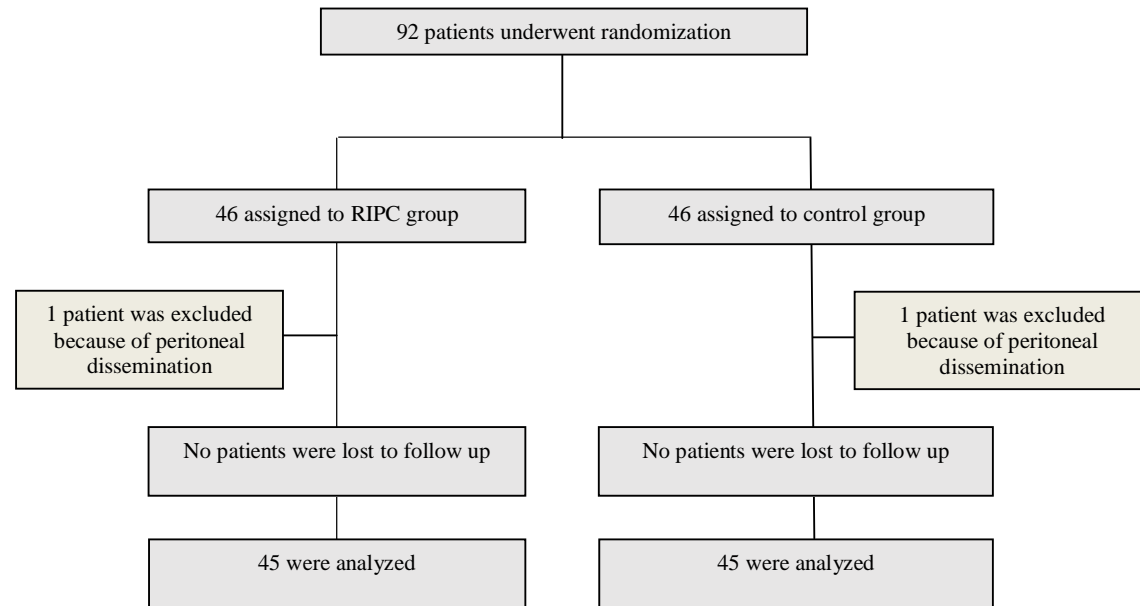 92 patients underwent randomization
46 assigned to RIPC group
46 assigned to control group
1 patient was excluded
because of peritoneal
dissemination
1 patient was excluded
because of peritoneal
dissemination
No patients were lost to follow up
No patients were lost to follow up
45 were analyzed
45 were analyzed